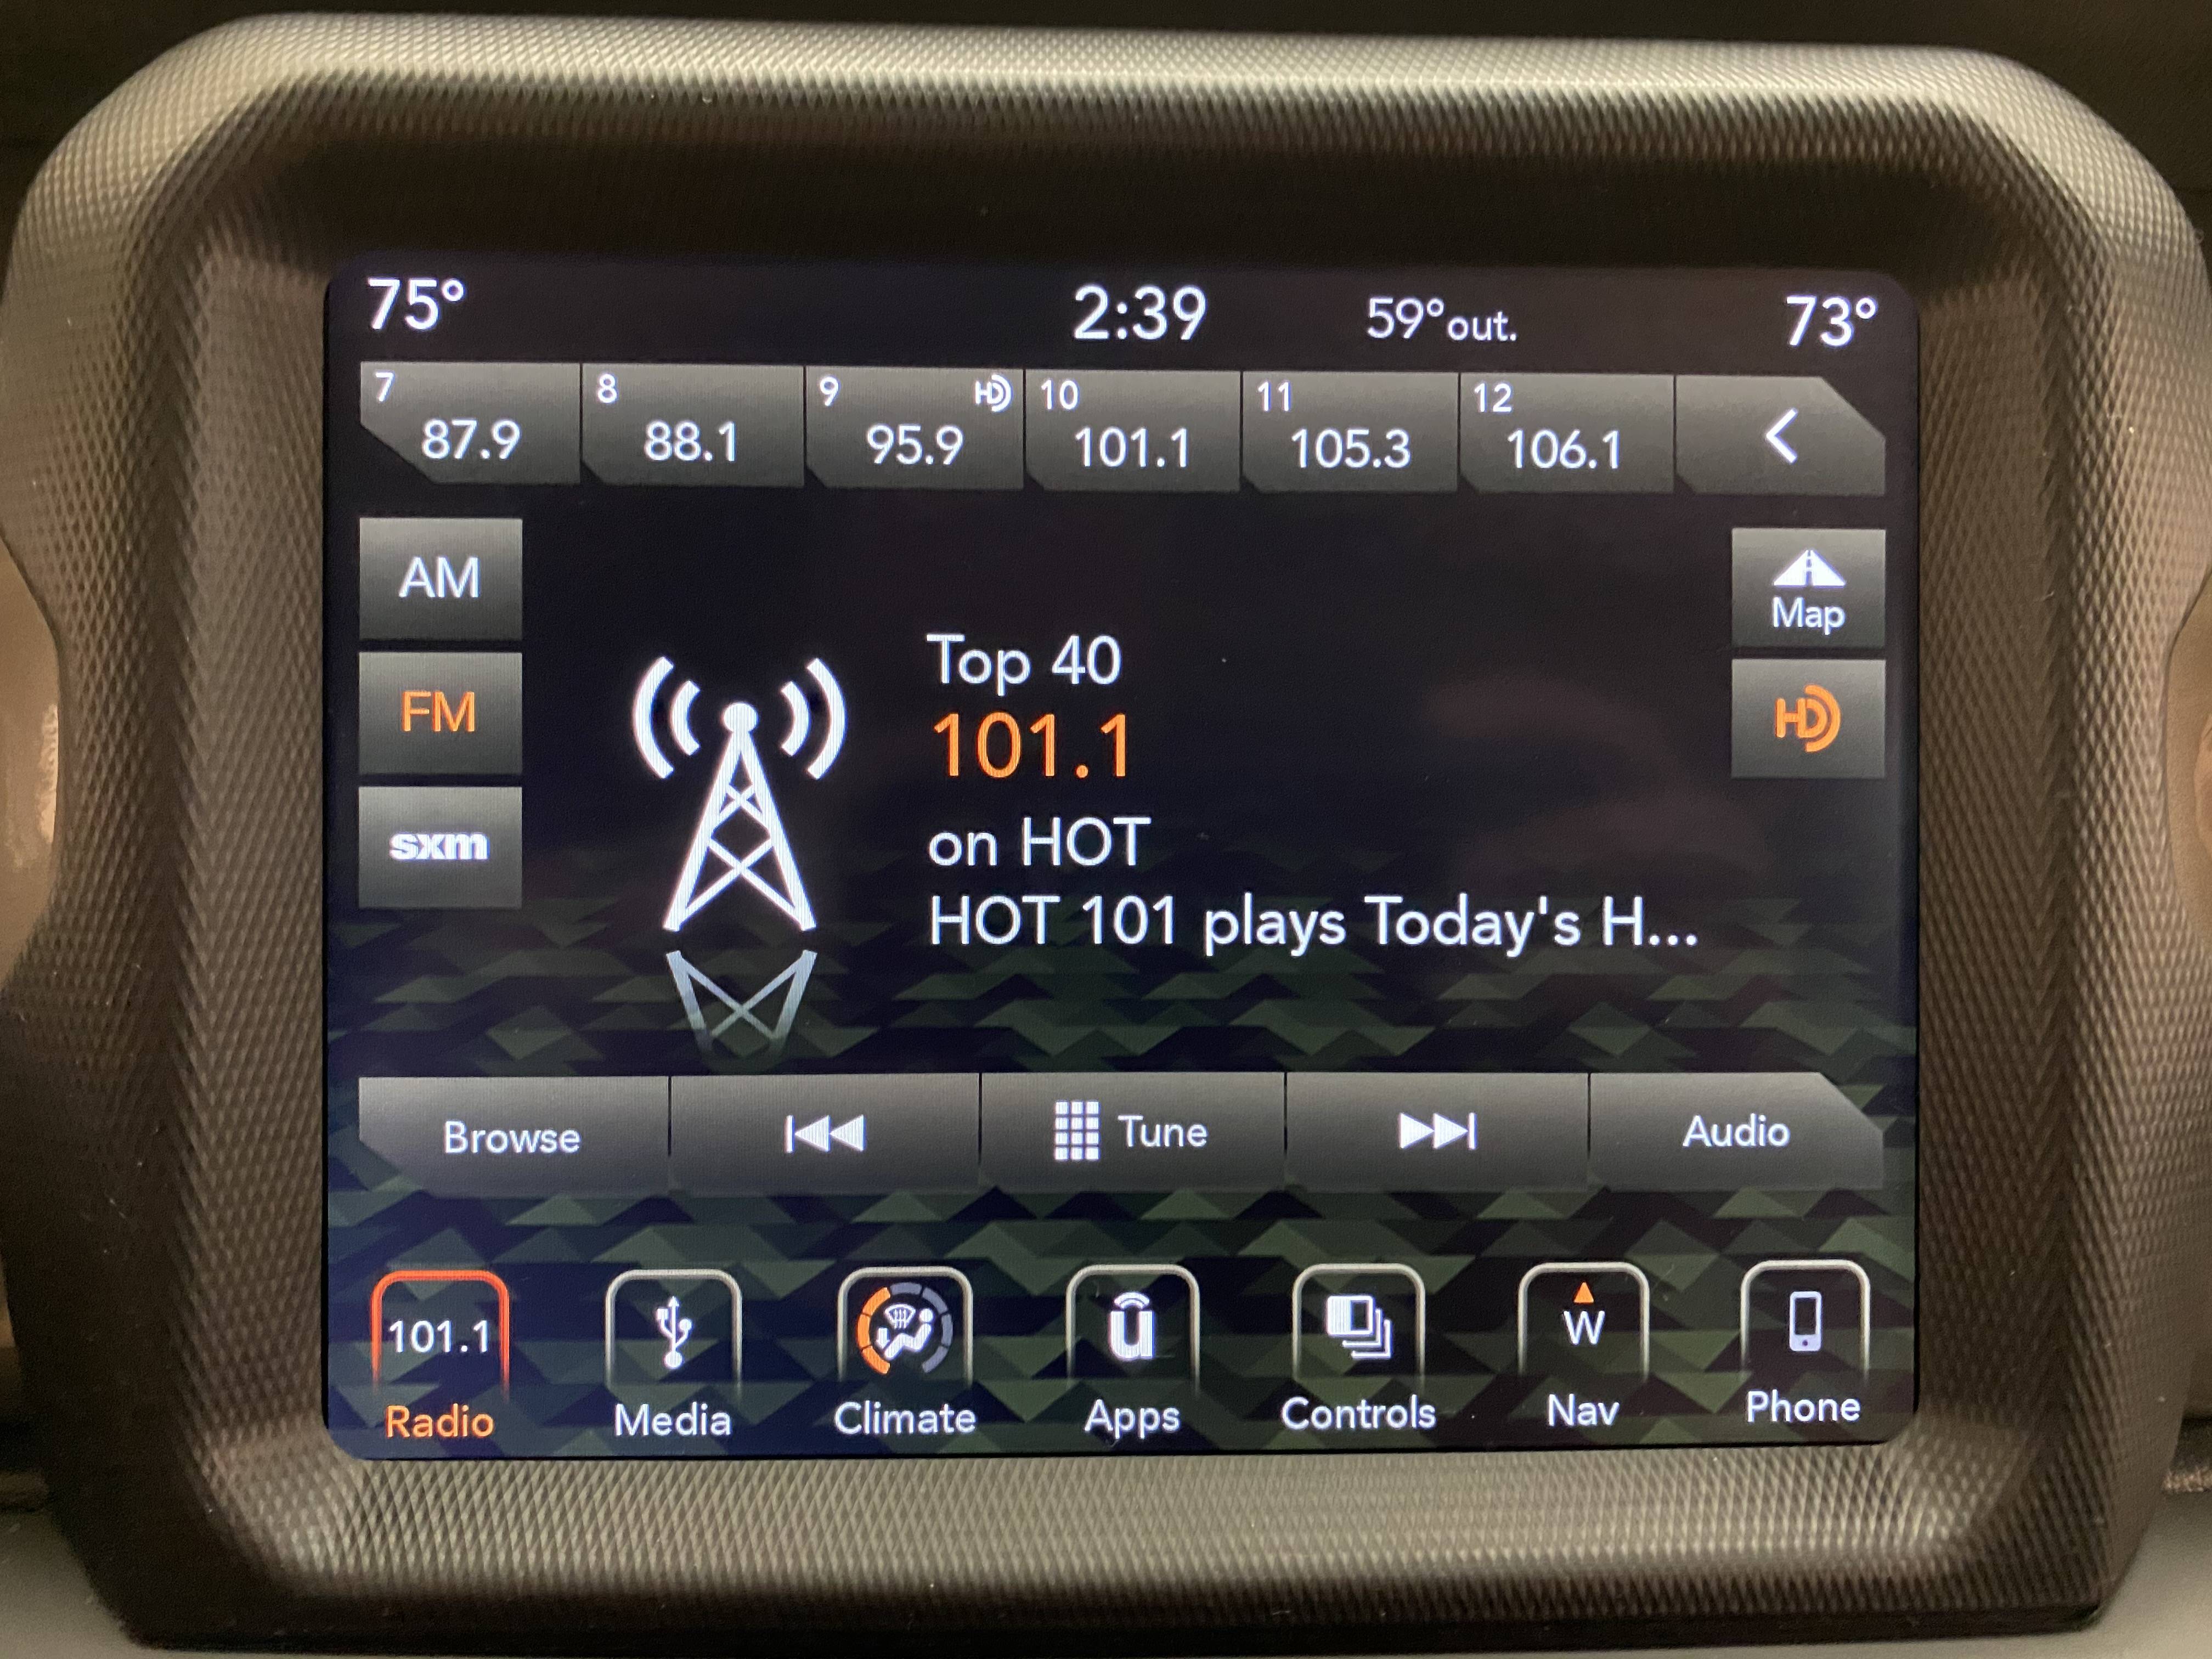 75° 2:39 59°out. 73°
7 8 9 HD 10 11 12
87.9 88.1 95.9 101.1 105.3 106.1
AM
Map
Top 40
FM
101.1
HD
sxm
on HOT
HOT 101 plays Today's H...
Browse Tune Audio
101.1 u W
Radio Media Climate Apps Controls Nav Phone